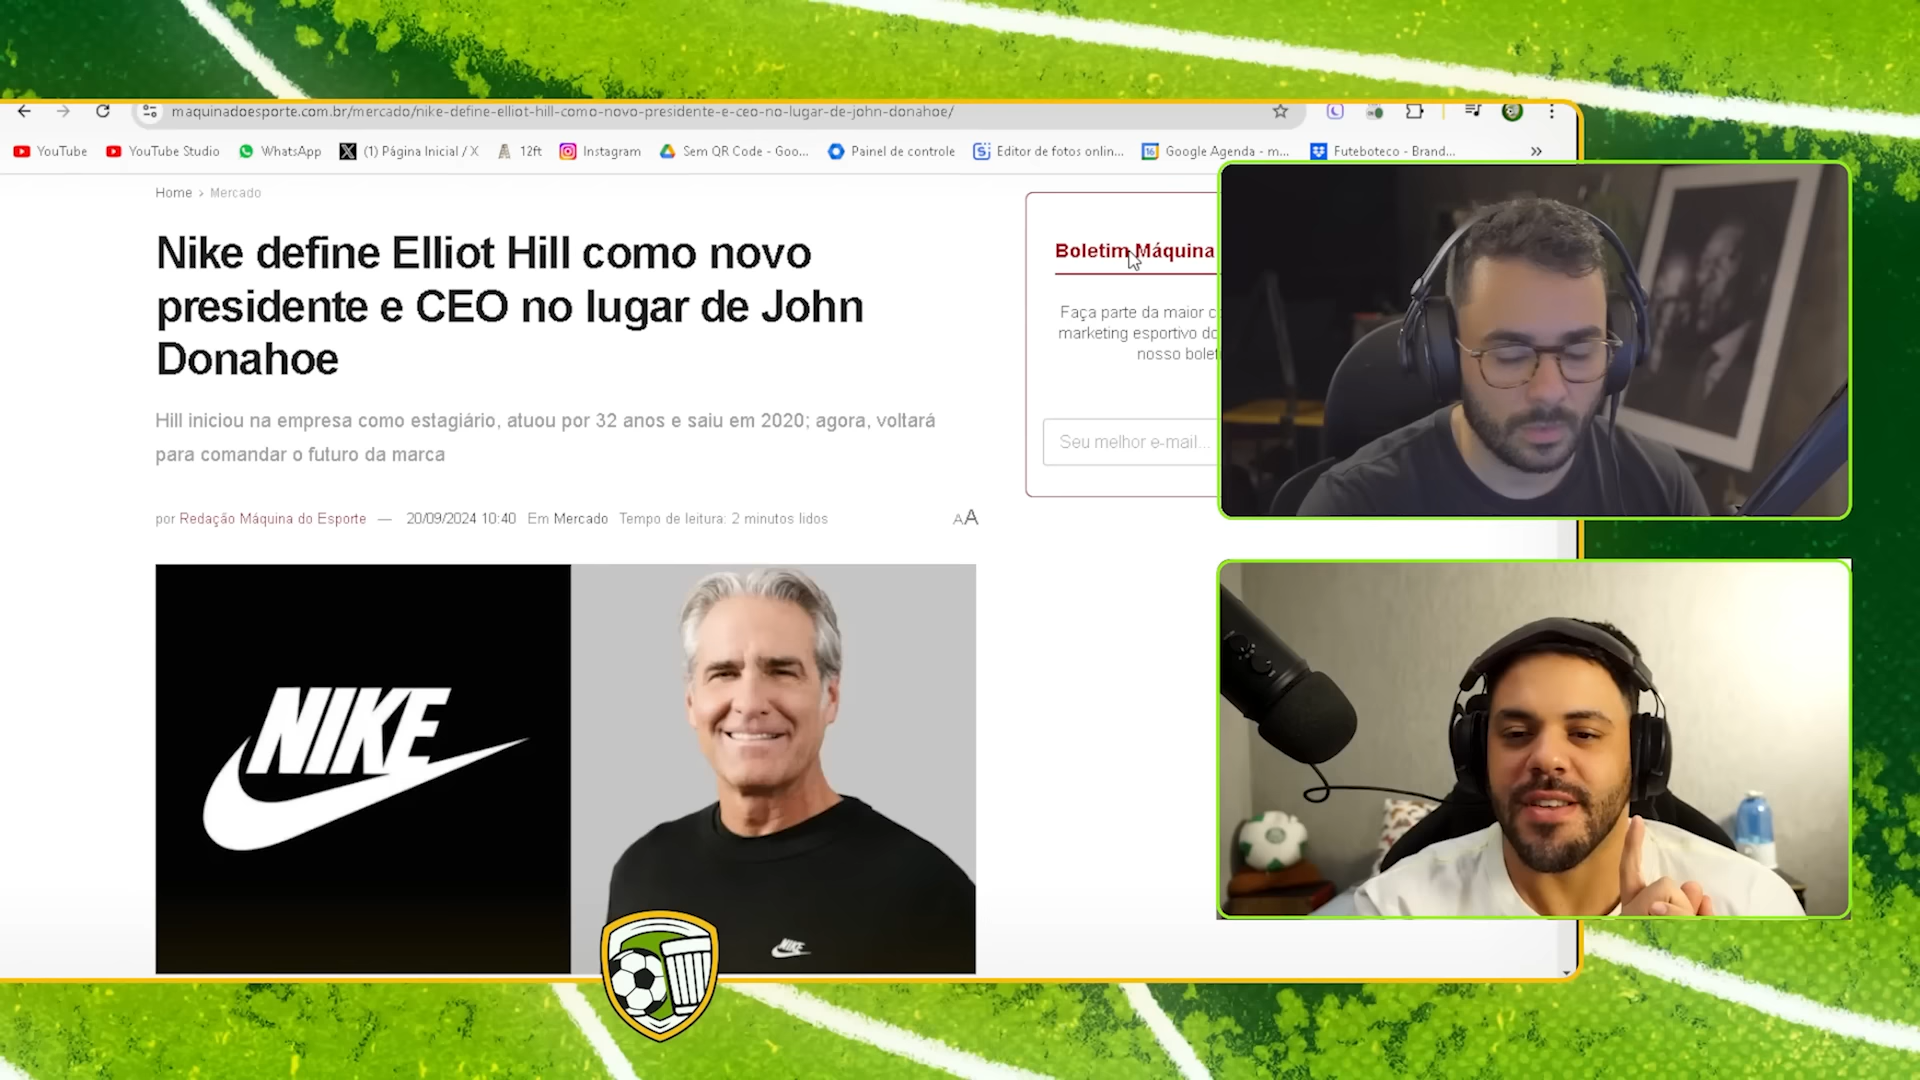 maquinadoesporte.com.br/mercado/nike-define-elliot-hill-como-novo-presidente-e-ceo-no-lugar-de-john-donahoe/
YouTube YouTube Studio WhatsApp (1) Página Inicial / X 12ft Instagram Sem QR Code - Goo... Painel de controle Editor de fotos onlin... Google Agenda - m... Futeboteco - Brand... »
Home > Mercado
Nike define Elliot Hill como novo
presidente e CEO no lugar de John
Donahoe
Hill iniciou na empresa como estagiário, atuou por 32 anos e saiu em 2020; agora, voltará
para comandar o futuro da marca
por Redação Máquina do Esporte — 20/09/2024 10:40 Em Mercado Tempo de leitura: 2 minutos lidos AA
Boletim Máquina
Faça parte da maior
marketing esportivo
nosso
Seu melhor e-mail...
NIKE
NIKE